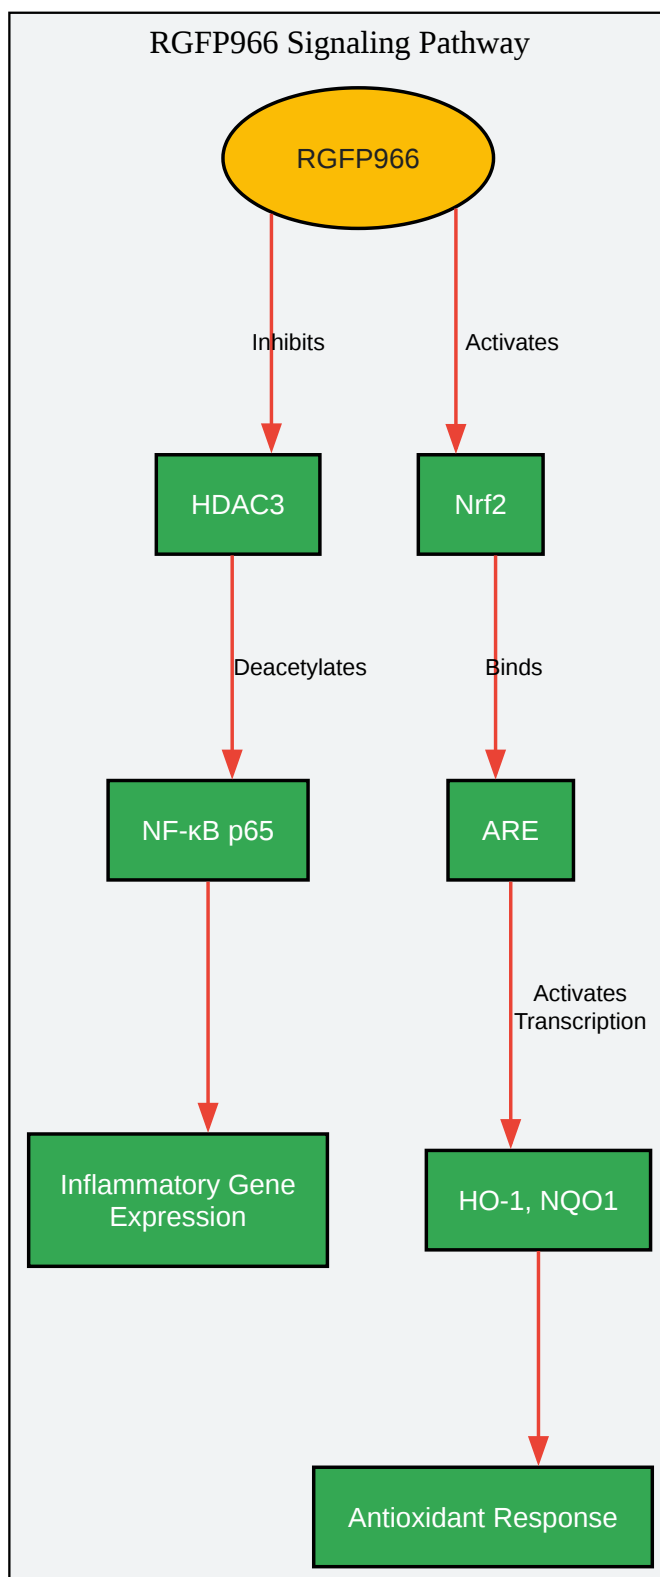 RGFP966 Signaling Pathway
RGFP966
Inhibits
Activates
HDAC3
Nrf2
Deacetylates
Binds
NF-κB p65
ARE
Activates
Transcription
Inflammatory Gene
Expression
HO-1, NQO1
Antioxidant Response